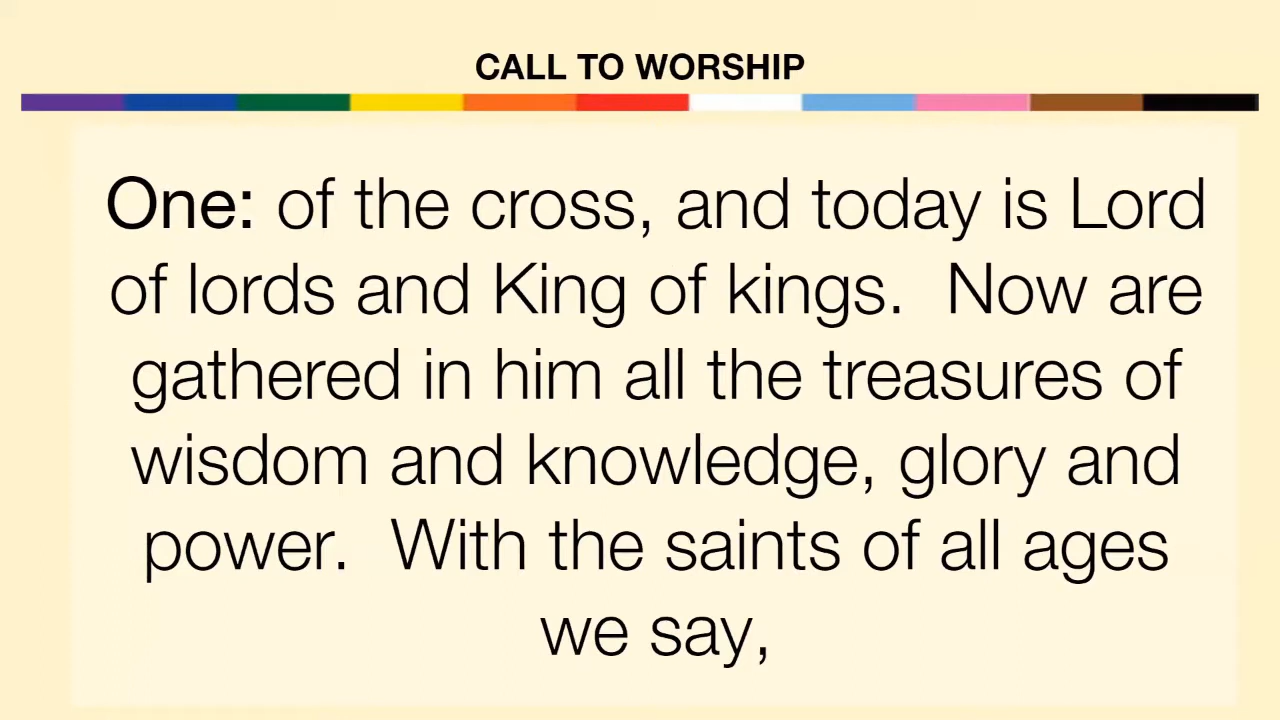 CALL TO WORSHIP
One: of the cross, and today is Lord
of lords and King of kings.  Now are
gathered in him all the treasures of
wisdom and knowledge, glory and
power.  With the saints of all ages
we say,